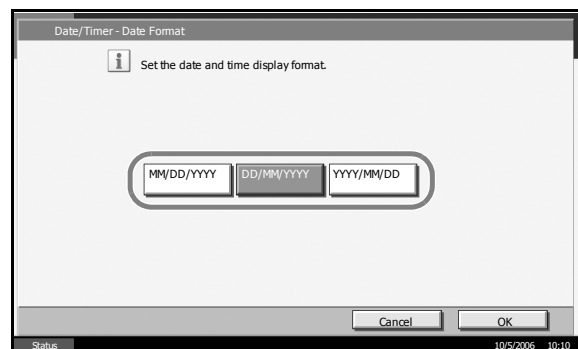 Date/Timer - Date Format
Set the date and time display format.
MM/DD/YYYY DD/MM/YYYY YYYY/MM/DD
Cancel OK
Status 10/5/2006 10:10